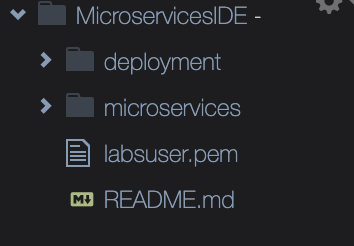 MicroservicesIDE -
deployment
microservices
labsuser.pem
M↓ README.md